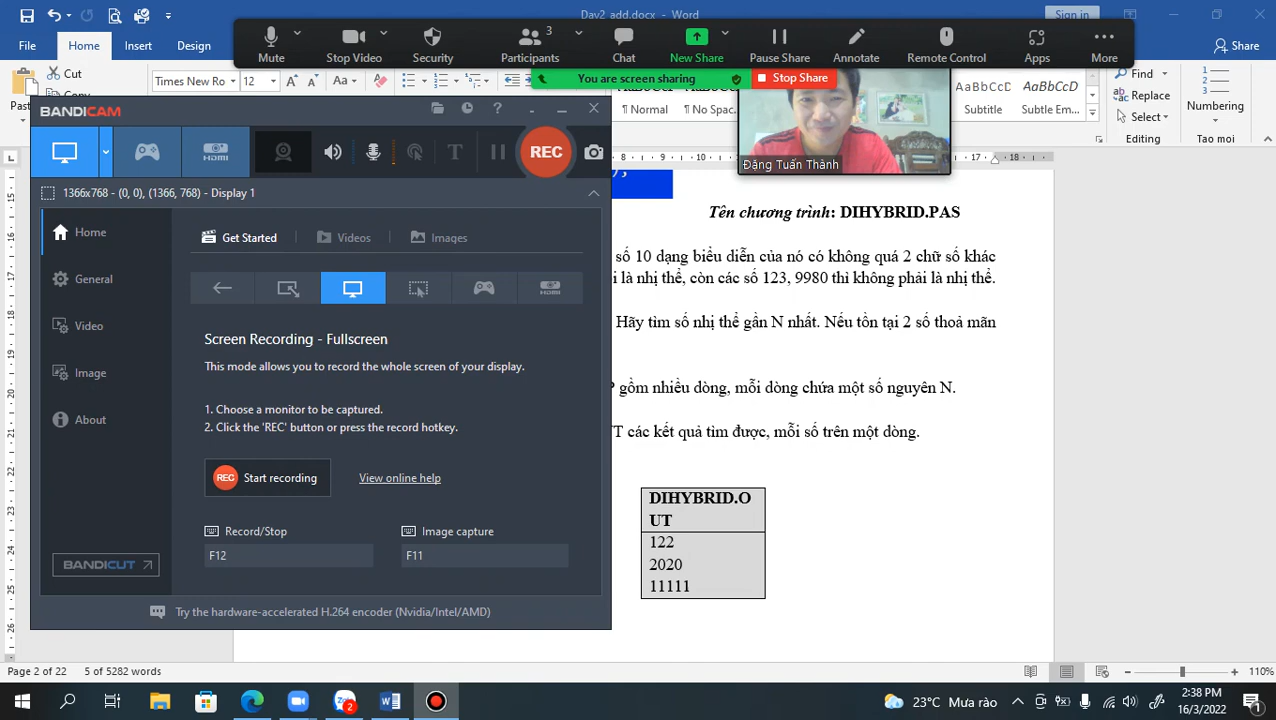 Day2 add.docx - Word
Sign in
File
Home
Insert
Design
Share
Mute
Stop Video
Security
Participants
3
Chat
New Share
Pause Share
Annotate
Remote Control
Apps
More
You are screen sharing
Stop Share
Cut
Times New Ro
12
Aa
¶ Normal
¶ No Spac...
AaBbCcD
AaBbCcD
Subtitle
Subtle Em...
Find
Replace
Select
Editing
Numbering
Tao moi
Đặng Tuấn Thành
BANDICAM
REC
1366x768 - (0, 0), (1366, 768) - Display 1
Home
General
Video
Image
About
BANDICUT
Get Started
Videos
Images
HDMI
Screen Recording - Fullscreen
This mode allows you to record the whole screen of your display.
1. Choose a monitor to be captured.
2. Click the 'REC' button or press the record hotkey.
REC Start recording
View online help
Record/Stop
Image capture
F12
F11
Try the hardware-accelerated H.264 encoder (Nvidia/Intel/AMD)
8 9 10 11
17 18
Tên chương trình: DIHYBRID.PAS
số 10 dạng biểu diễn của nó có không quá 2 chữ số khác
i là nhị thể, còn các số 123, 9980 thì không phải là nhị thể.
Hãy tìm số nhị thể gần N nhất. Nếu tồn tại 2 số thoả mãn
P gồm nhiều dòng, mỗi dòng chứa một số nguyên N.
T các kết quả tìm được, mỗi số trên một dòng.
DIHYBRID.O
UT
122
2020
11111
Page 2 of 22
5 of 5282 words
110%
2
23°C Mưa rào
2:38 PM
16/3/2022
1